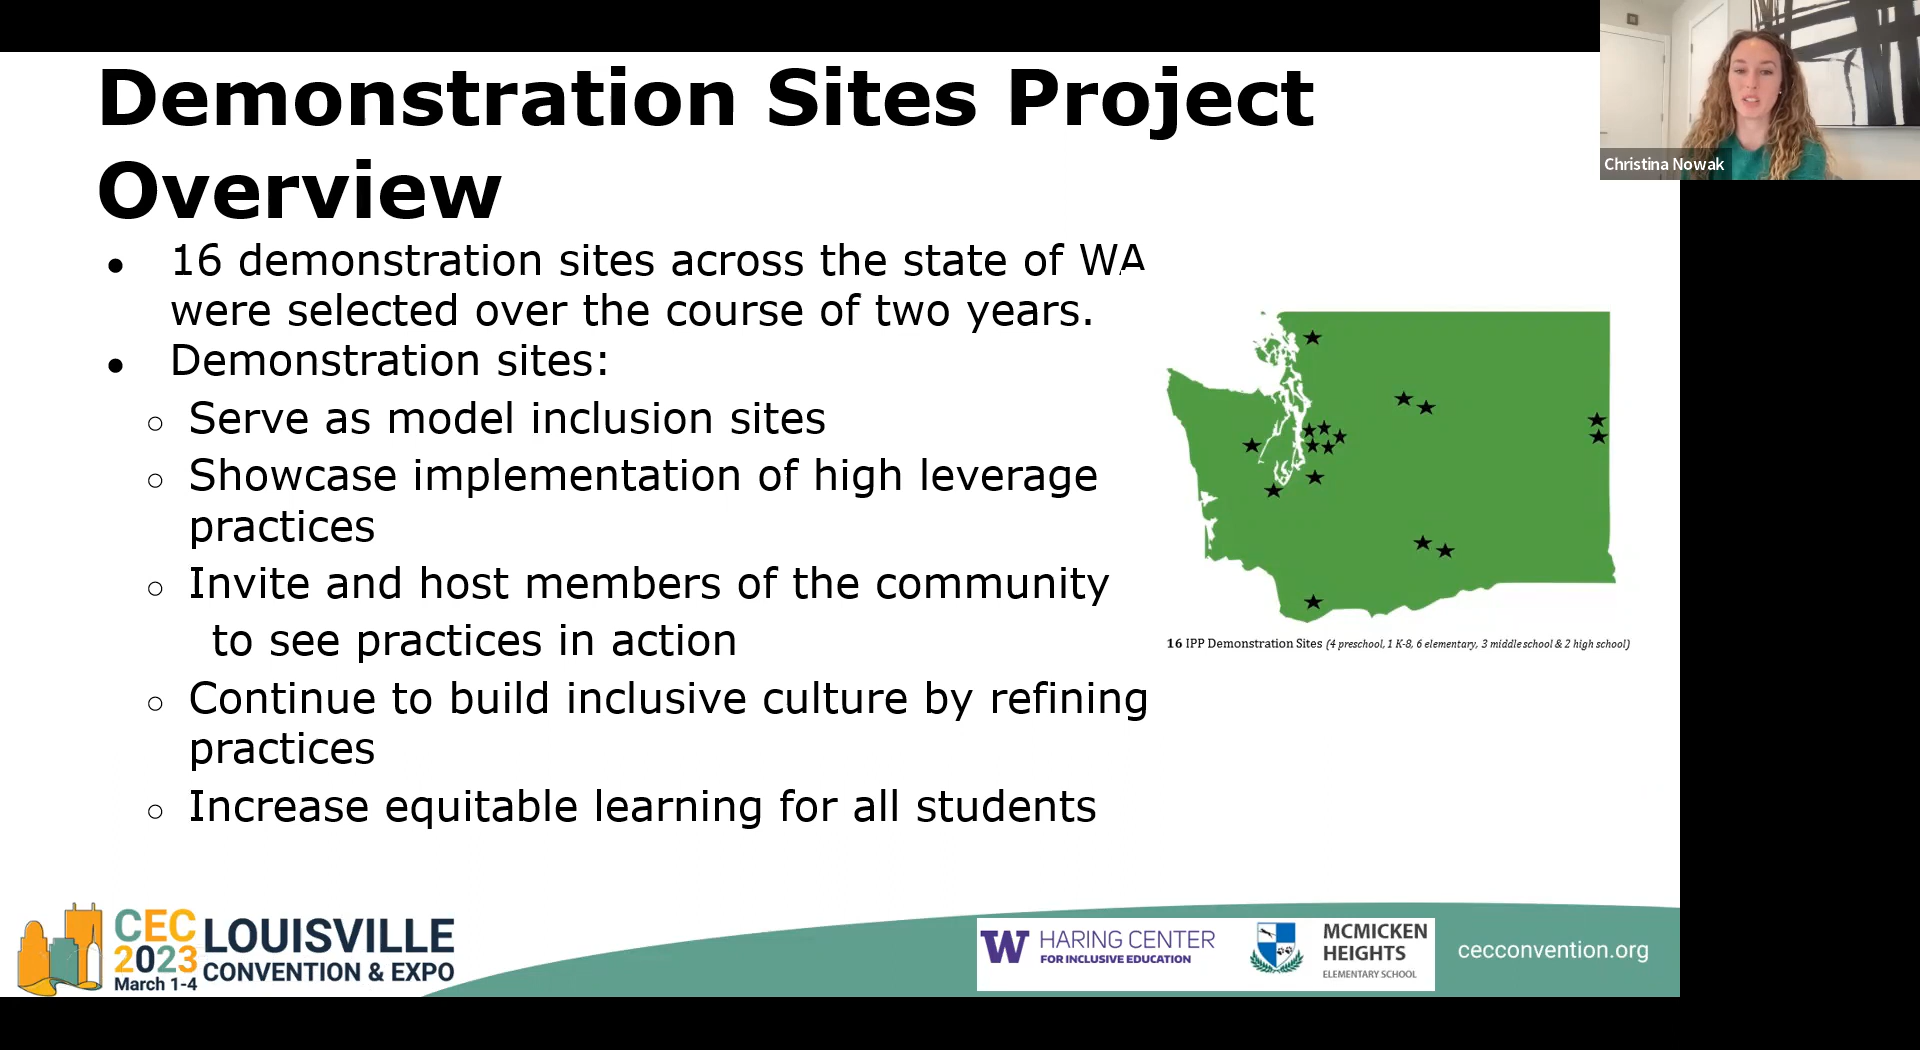 Demonstration Sites Project
Overview
Christina Nowak
● 16 demonstration sites across the state of WA
were selected over the course of two years.
● Demonstration sites:
○ Serve as model inclusion sites
○ Showcase implementation of high leverage
practices
○ Invite and host members of the community
to see practices in action
○ Continue to build inclusive culture by refining
practices
○ Increase equitable learning for all students
16 IPP Demonstration Sites (4 preschool, 1 K-8, 6 elementary, 3 middle school & 2 high school)
CEC
2023
March 1-4
LOUISVILLE
CONVENTION & EXPO
W
HARING CENTER
FOR INCLUSIVE EDUCATION
MCMICKEN
HEIGHTS
ELEMENTARY SCHOOL
cecconvention.org